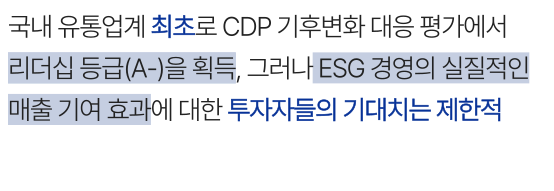 국내 유통업계 최초로 CDP 기후변화 대응 평가에서
리더십 등급(A-)을 획득, 그러나 ESG 경영의 실질적인
매출 기여 효과에 대한 투자자들의 기대치는 제한적